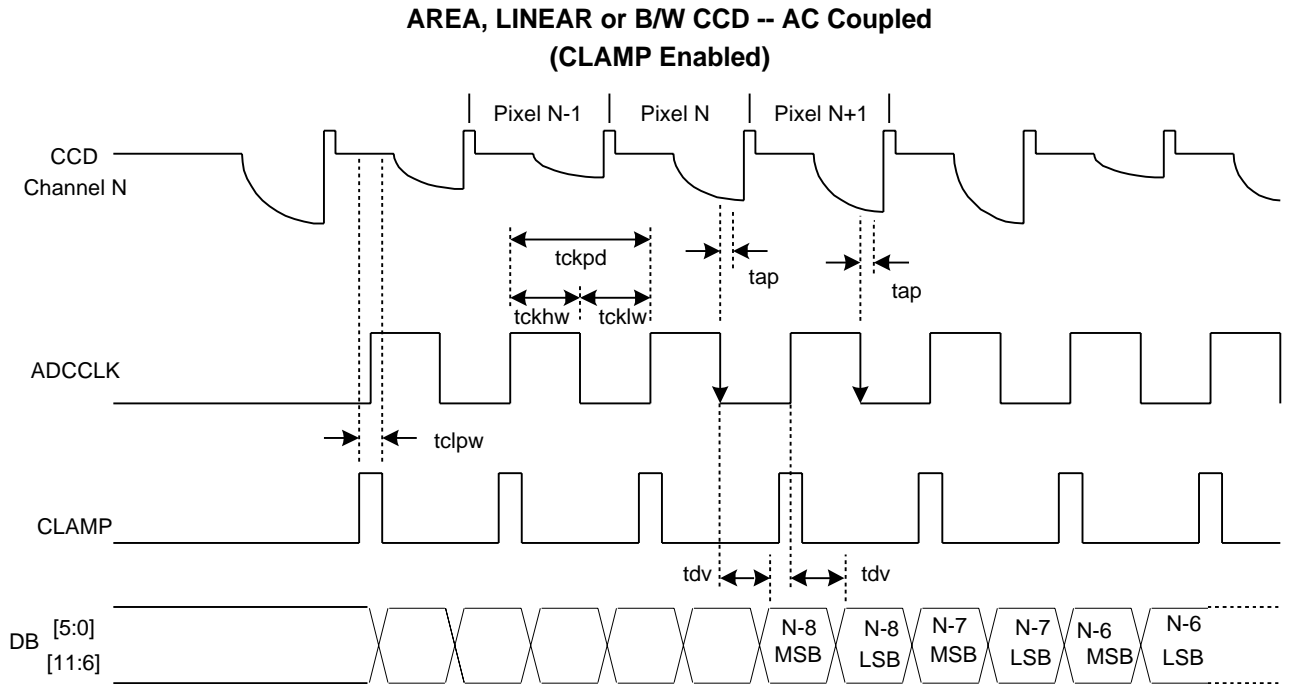 AREA, LINEAR or B/W CCD -- AC Coupled
(CLAMP Enabled)
Pixel N-1
Pixel N
Pixel N+1
CCD
Channel N
tckpd
tap
tap
tckhw
tcklw
ADCCLK
tclpw
CLAMP
tdv
tdv
DB
[5:0]
[11:6]
N-8
MSB
N-8
LSB
N-7
MSB
N-7
LSB
N-6
MSB
N-6
LSB